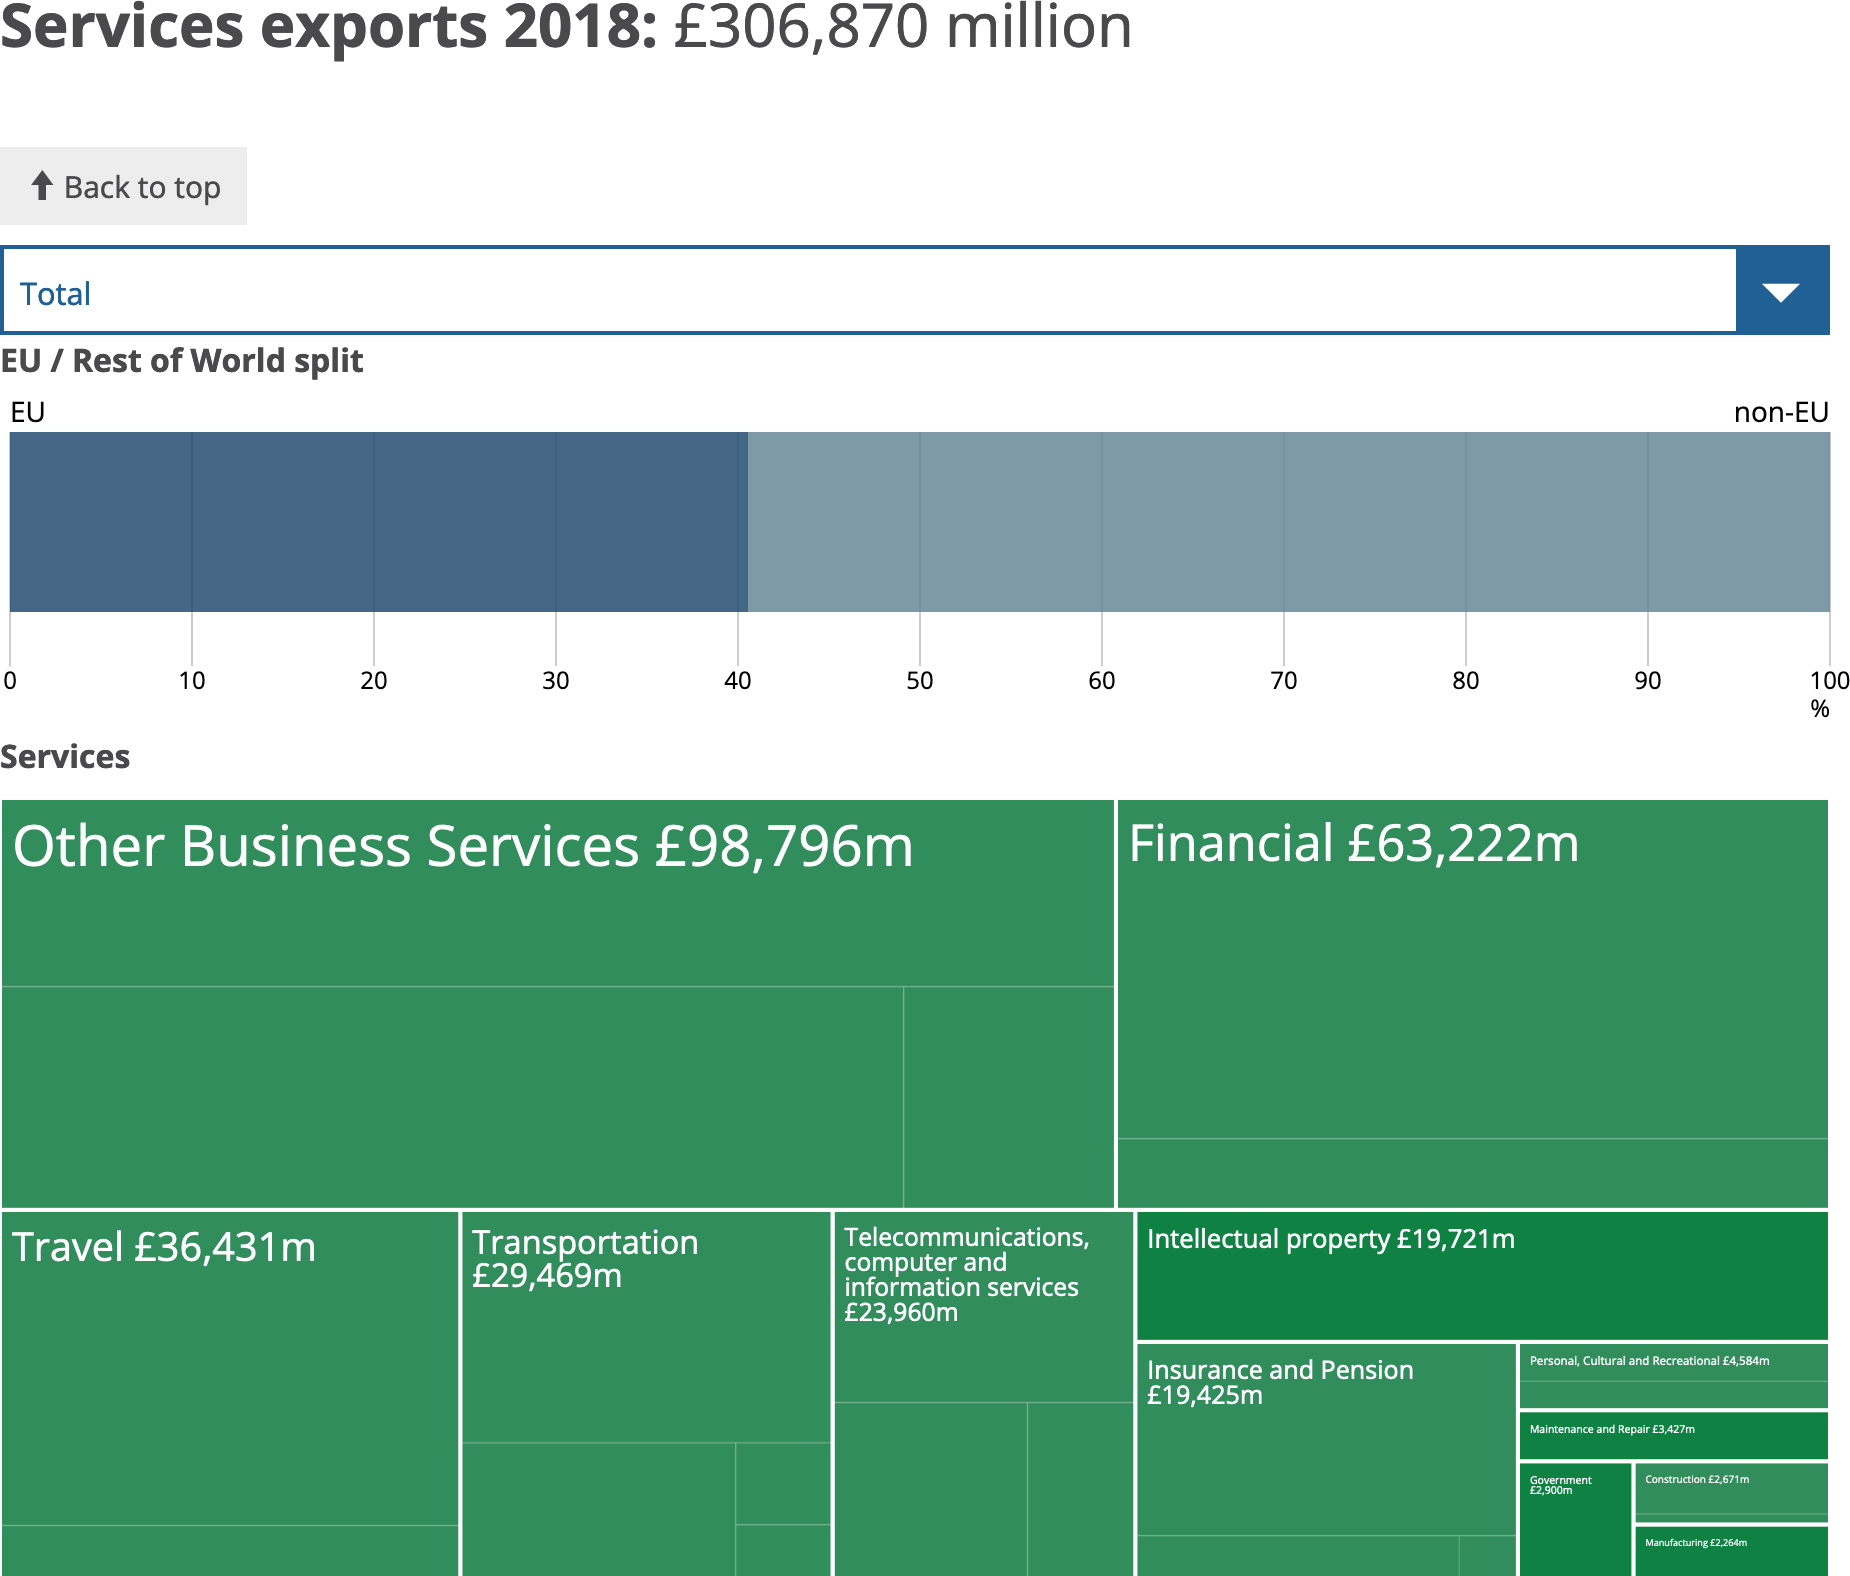 Services exports 2018: £306,870 million
Back to top
Total
EU / Rest of World split
EU
non-EU
0
10
20
30
40
50
60
70
80
90
100
%
Services
Other Business Services £98,796m
Financial £63,222m
Travel £36,431m
Transportation
£29,469m
Telecommunications,
computer and
information services
£23,960m
Intellectual property £19,721m
Insurance and Pension
£19,425m
Personal, Cultural and Recreational £4,584m
Maintenance and Repair £3,427m
Government
£2,900m
Construction £2,671m
Manufacturing £2,264m